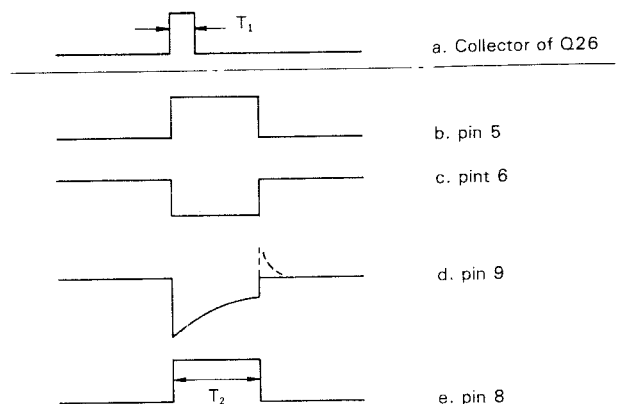 T₁
a. Collector of Q26
b. pin 5
c. pint 6
d. pin 9
T₂
e. pin 8